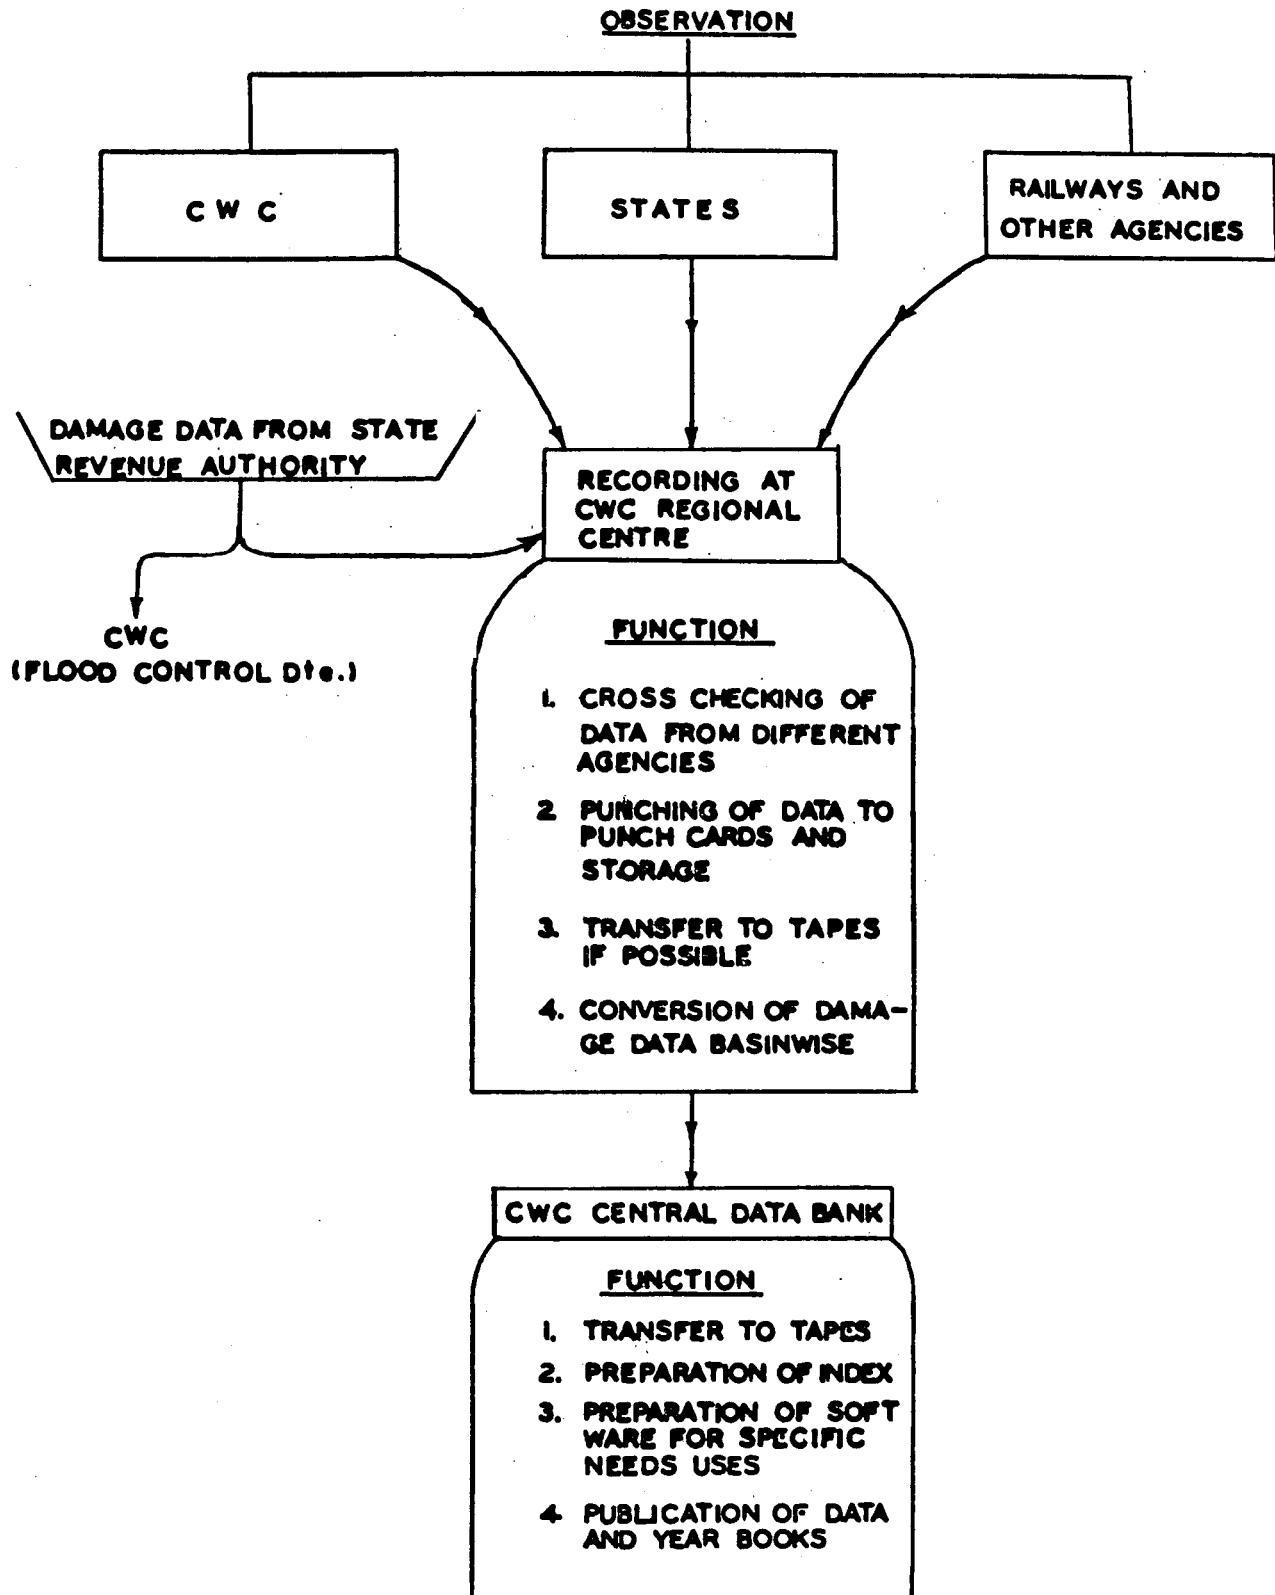 OBSERVATION
CWC
STATES
RAILWAYS AND
OTHER AGENCIES
DAMAGE DATA FROM STATE
REVENUE AUTHORITY
RECORDING AT
CWC REGIONAL
CENTRE
CWC
(FLOOD CONTROL Dte.)
FUNCTION
1. CROSS CHECKING OF
DATA FROM DIFFERENT
AGENCIES
2 PUNCHING OF DATA TO
PUNCH CARDS AND
STORAGE
3. TRANSFER TO TAPES
IF POSSIBLE
4. CONVERSION OF DAMA-
GE DATA BASINWISE
CWC CENTRAL DATA BANK
FUNCTION
1. TRANSFER TO TAPES
2. PREPARATION OF INDEX
3. PREPARATION OF SOFT
WARE FOR SPECIFIC
NEEDS USES
4 PUBLICATION OF DATA
AND YEAR BOOKS